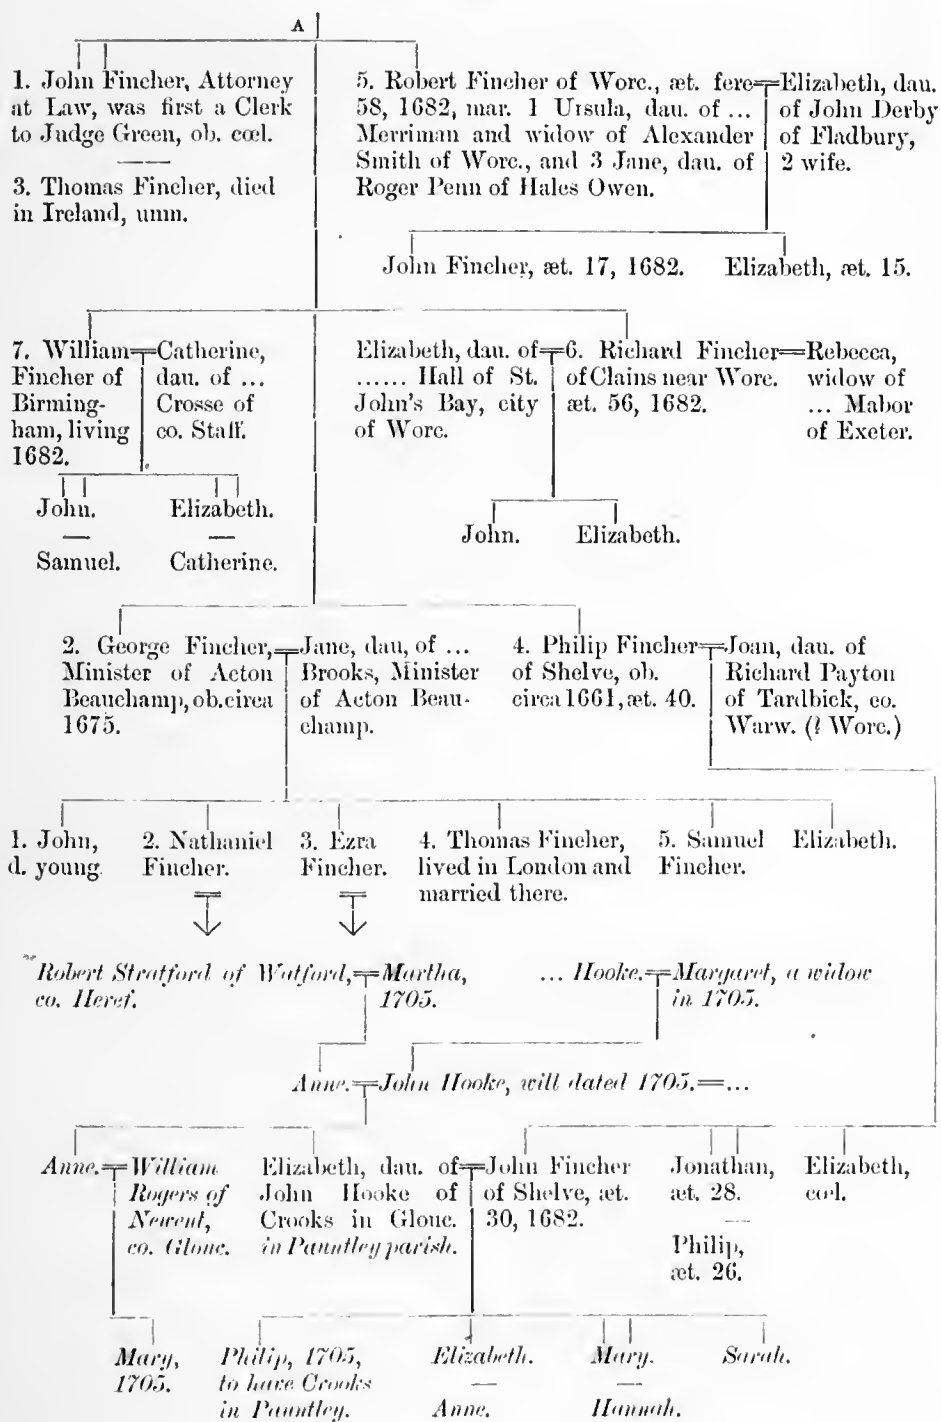 A
1. John Fincher, Attorney
at Law, was first a Clerk
to Judge Green, ob. cœl.
3. Thomas Fincher, died
in Ireland, unm.
5. Robert Fincher of Worc., æt. fere
58, 1682, mar. 1 Ursula, dau. of ...
Merriman and widow of Alexander
Smith of Worc., and 3 Jane, dau. of
Roger Penn of Hales Owen.
Elizabeth, dau.
of John Derby
of Fladbury,
2 wife.
John Fincher, æt. 17, 1682.
Elizabeth, æt. 15.
7. William
Fincher of
Birming-
ham, living
1682.
Catherine,
dau. of ...
Crosse of
co. Staff.
Elizabeth, dau. of
...... Hall of St.
John's Bay, city
of Worc.
6. Richard Fincher
of Clains near Worc.
æt. 56, 1682.
Rebecca,
widow of
... Mabor
of Exeter.
John.
Samuel.
Elizabeth.
Catherine.
John.
Elizabeth.
2. George Fincher,
Minister of Acton
Beauchamp, ob. circa
1675.
Jane, dau, of ...
Brooks, Minister
of Acton Beau-
champ.
4. Philip Fincher
of Shelve, ob.
circa 1661, æt. 40.
Joan, dau. of
Richard Payton
of Tardbick, co.
Warw. (? Worc.)
1. John,
d. young.
2. Nathaniel
Fincher.
3. Ezra
Fincher.
4. Thomas Fincher,
lived in London and
married there.
5. Samuel
Fincher.
Elizabeth.
Robert Stratford of Watford,
co. Heref.
Martha,
1705.
... Hooke.
Margaret, a widow
in 1705.
Anne.
John Hooke, will dated 1705.
...
Anne.
William
Rogers of
Newent,
co. Glouc.
Elizabeth, dau. of
John Hooke of
Crooks in Glouc.
in Pauntley parish.
John Fincher
of Shelve, æt.
30, 1682.
Jonathan,
æt. 28.
Philip,
æt. 26.
Elizabeth,
cœl.
Mary,
1705.
Philip, 1705,
to have Crooks
in Pauntley.
Elizabeth.
Anne.
Mary.
Hannah.
Sarah.